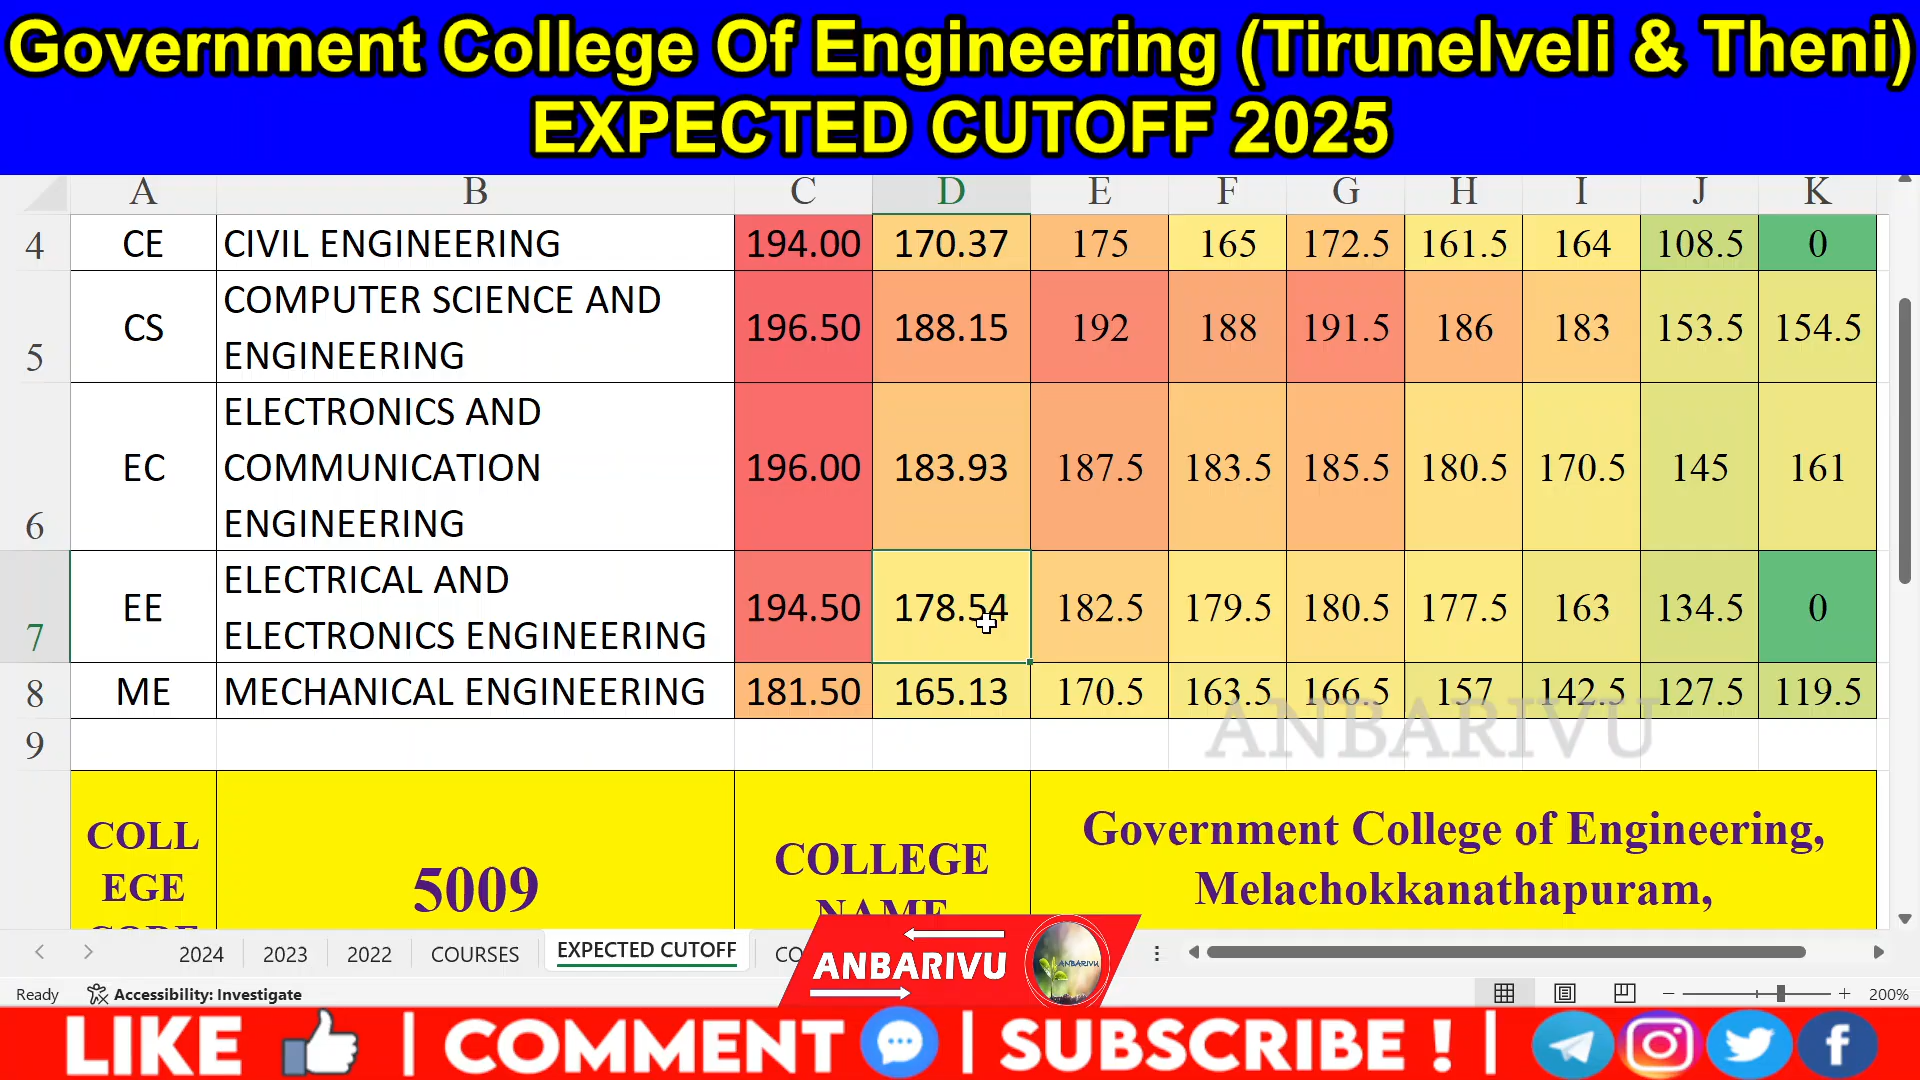 Government College Of Engineering (Tirunelveli & Theni)
EXPECTED CUTOFF 2025
A B C D E F G H I J K
4 CE CIVIL ENGINEERING 194.00 170.37 175 165 172.5 161.5 164 108.5 0
5 CS COMPUTER SCIENCE AND 196.50 188.15 192 188 191.5 186 183 153.5 154.5
ENGINEERING
6 EC ELECTRONICS AND 196.00 183.93 187.5 183.5 185.5 180.5 170.5 145 161
COMMUNICATION
ENGINEERING
7 EE ELECTRICAL AND 194.50 178.54 182.5 179.5 180.5 177.5 163 134.5 0
ELECTRONICS ENGINEERING
8 ME MECHANICAL ENGINEERING 181.50 165.13 170.5 163.5 166.5 157 142.5 127.5 119.5
ANBARIVU
9
COLL
EGE
CODE
5009
COLLEGE
NAME
Government College of Engineering,
Melachokkanathapuram,
2024 2023 2022 COURSES EXPECTED CUTOFF CO
ANBARIVU
ANBARIVU
Ready Accessibility: Investigate 200%
LIKE | COMMENT | SUBSCRIBE ! |